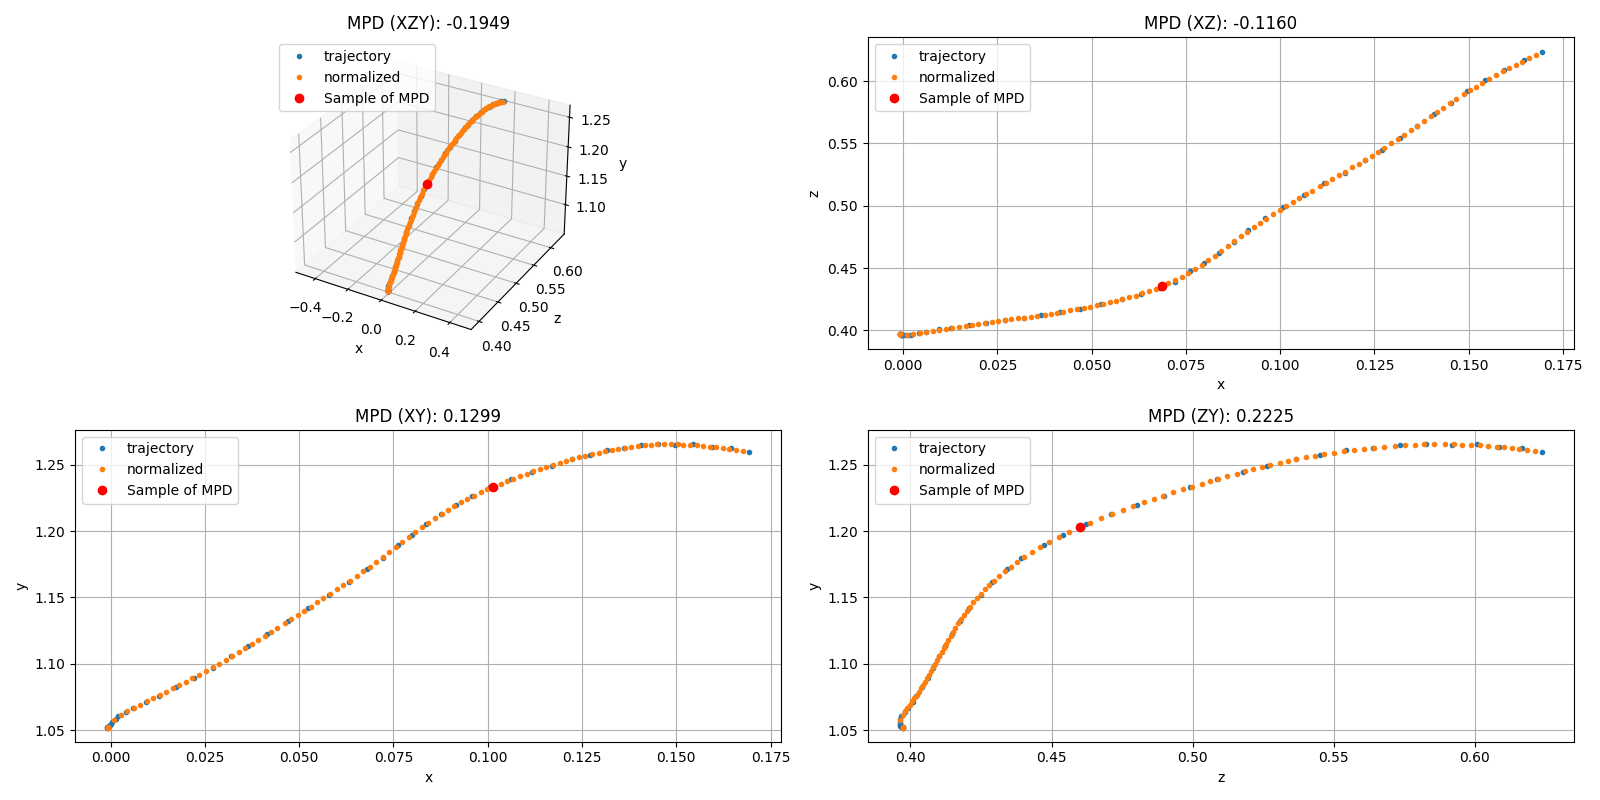 MPD (XZY): -0.1949
trajectory
normalized
Sample of MPD
1.25
1.20
1.15
1.10
y
−0.4
−0.2
0.0
0.2
0.4
x
0.40
0.45
0.50
0.55
0.60
z
MPD (XZ): -0.1160
trajectory
normalized
Sample of MPD
0.60
0.55
0.50
0.45
0.40
z
0.000 0.025 0.050 0.075 0.100 0.125 0.150 0.175
x
MPD (XY): 0.1299
trajectory
normalized
Sample of MPD
1.25
1.20
1.15
1.10
1.05
y
0.000 0.025 0.050 0.075 0.100 0.125 0.150 0.175
x
MPD (ZY): 0.2225
trajectory
normalized
Sample of MPD
1.25
1.20
1.15
1.10
1.05
y
0.40 0.45 0.50 0.55 0.60
z